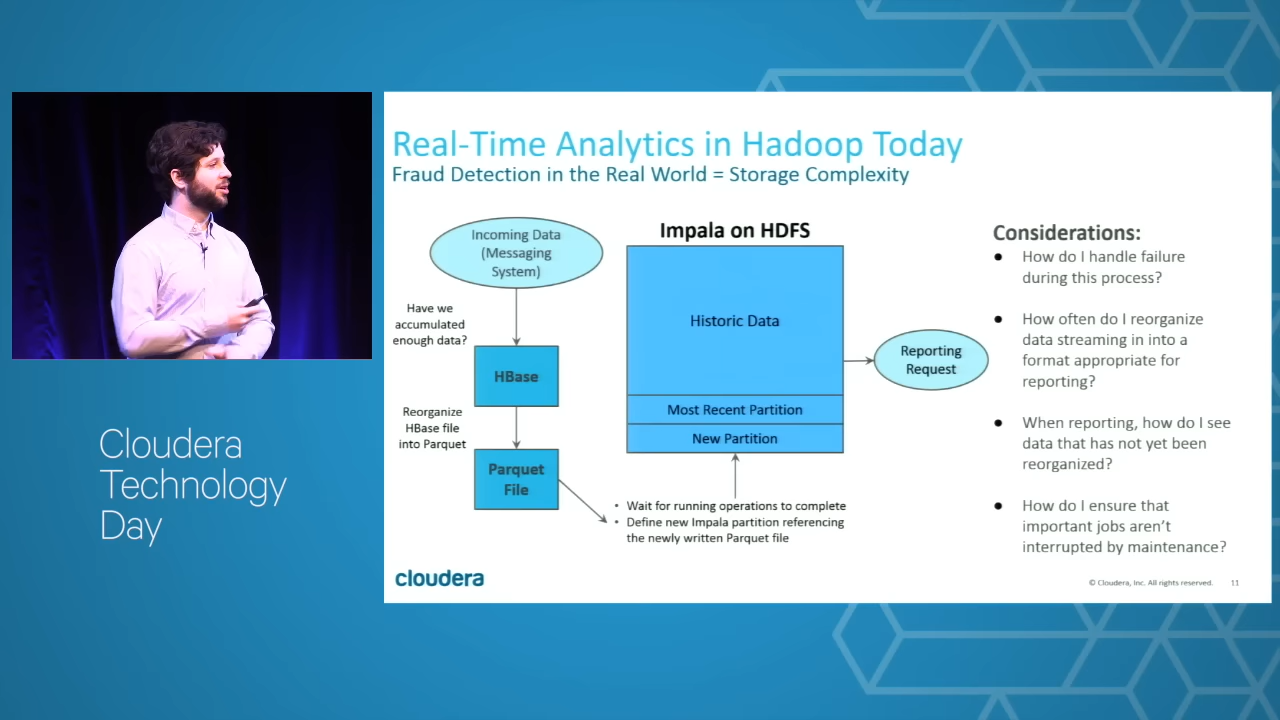 Real-Time Analytics in Hadoop Today
Fraud Detection in the Real World = Storage Complexity
Incoming Data
(Messaging
System)
Have we
accumulated
enough data?
HBase
Reorganize
HBase file
into Parquet
Parquet
File
Impala on HDFS
Historic Data
Most Recent Partition
New Partition
• Wait for running operations to complete
• Define new Impala partition referencing
the newly written Parquet file
Reporting
Request
Considerations:
● How do I handle failure
during this process?
● How often do I reorganize
data streaming in into a
format appropriate for
reporting?
● When reporting, how do I see
data that has not yet been
reorganized?
● How do I ensure that
important jobs aren't
interrupted by maintenance?
cloudera
© Cloudera, Inc. All rights reserved.
11
Cloudera
Technology
Day